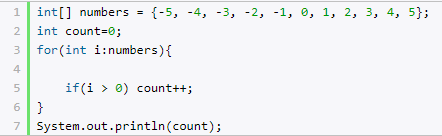 1 int[] numbers = {-5, -4, -3, -2, -1, 0, 1, 2, 3, 4, 5};
2 int count=0;
3 for(int i:numbers){
4
5     if(i > 0) count++;
6 }
7 System.out.println(count);